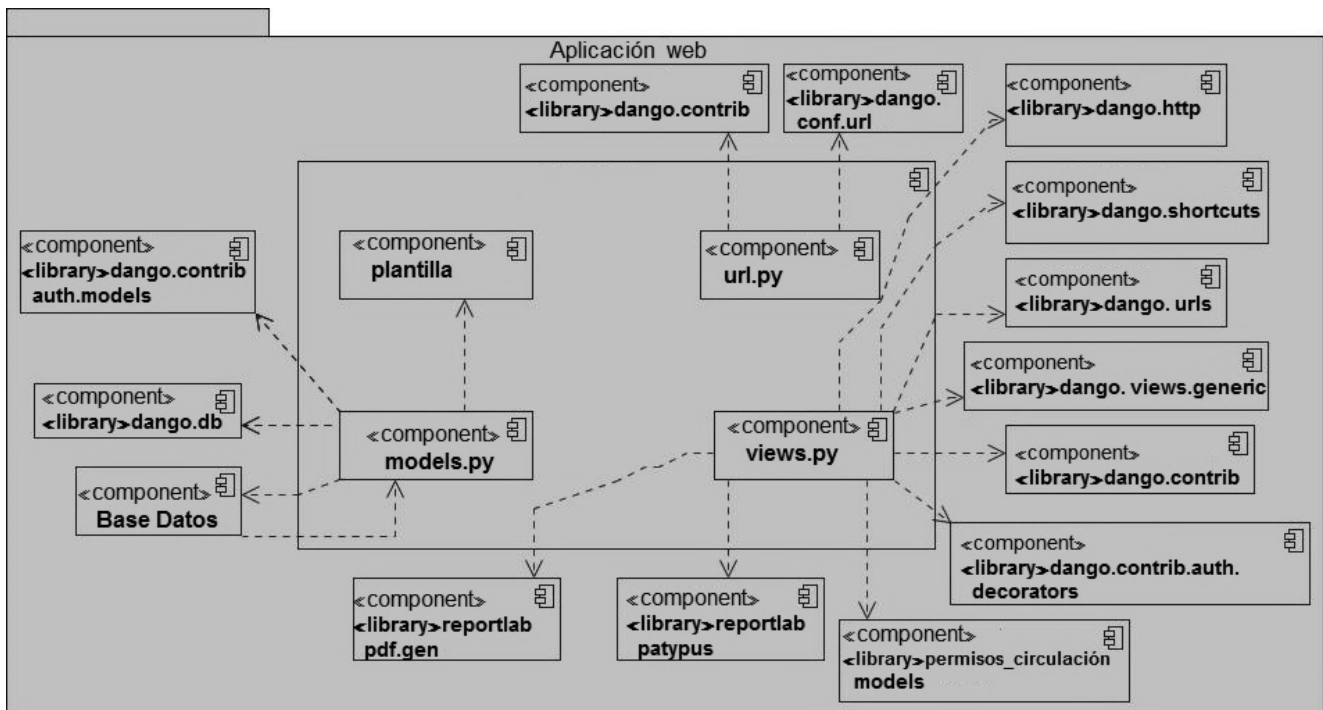 Aplicación web
«component»
<library>dango.contrib
«component»
<library>dango.
conf.url
«component»
<library>dango.http
«component»
<library>dango.shortcuts
«component»
<library>dango.contrib
auth.models
«component»
plantilla
«component»
url.py
«component»
<library>dango. urls
«component»
<library>dango. views.generic
«component»
<library>dango.db
«component»
models.py
«component»
views.py
«component»
<library>dango.contrib
«component»
Base Datos
«component»
<library>dango.contrib.auth.
decorators
«component»
<library>reportlab
pdf.gen
«component»
<library>reportlab
patypus
«component»
<library>permisos_circulación
models